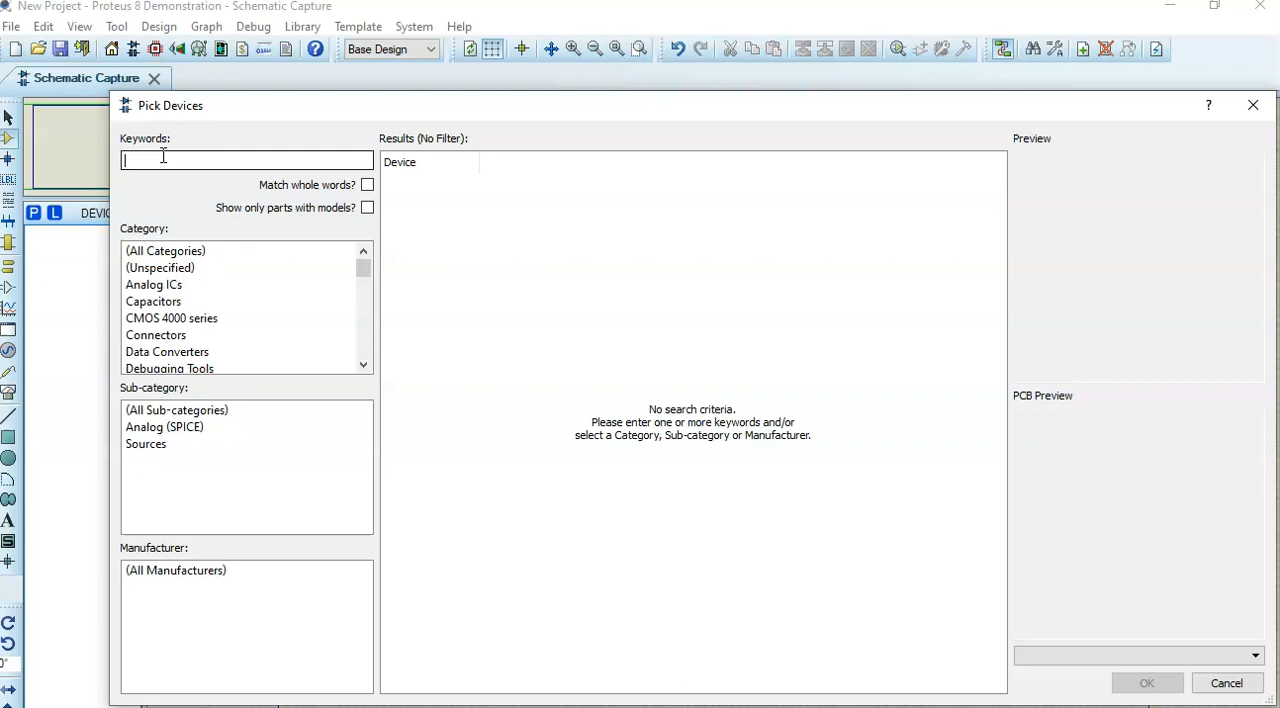 New Project - Proteus 8 Demonstration - Schematic Capture
File Edit View Tool Design Graph Debug Library Template System Help
Base Design
Schematic Capture
Pick Devices
?
Keywords:
Results (No Filter):
Preview
Device
Match whole words?
Show only parts with models?
LBL
P L DEVIC
Category:
(All Categories)
(Unspecified)
Analog ICs
Capacitors
CMOS 4000 series
Connectors
Data Converters
Debugging Tools
Sub-category:
(All Sub-categories)
Analog (SPICE)
Sources
No search criteria.
Please enter one or more keywords and/or
select a Category, Sub-category or Manufacturer.
PCB Preview
A
S
Manufacturer:
(All Manufacturers)
0°
OK Cancel